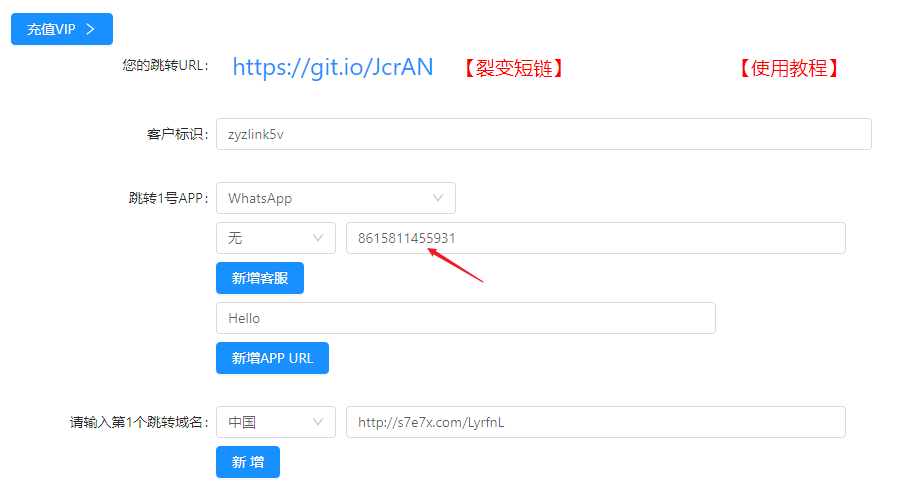 充值VIP
您的跳转URL: https://git.io/JcrAN 【裂变短链】 【使用教程】
客户标识: zyzlink5v
跳转1号APP: WhatsApp
无 8615811455931
新增客服
Hello
新增APP URL
请输入第1个跳转域名: 中国 http://s7e7x.com/LyrfnL
新 增